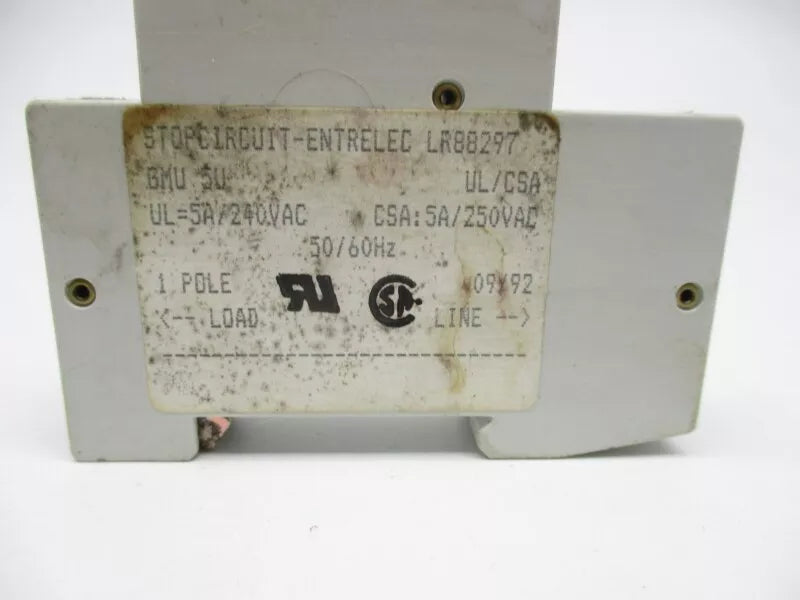 STOPCIRCUIT-ENTRELEC LR88297
BMU 5U UL/CSA
UL=5A/240VAC CSA:5A/250VAC
50/60Hz
1 POLE 09/92
<-- LOAD LINE -->